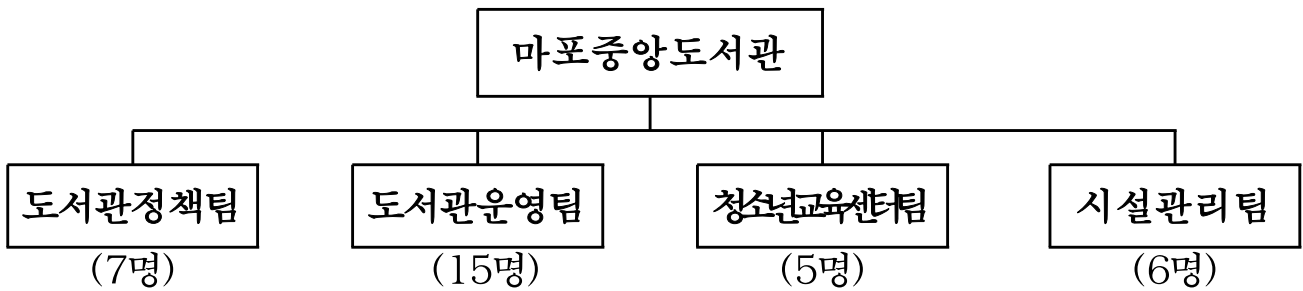 마포중앙도서관
도서관정책팀 도서관운영팀 청소년교육센터팀 시설관리팀
(7명) (15명) (5명) (6명)